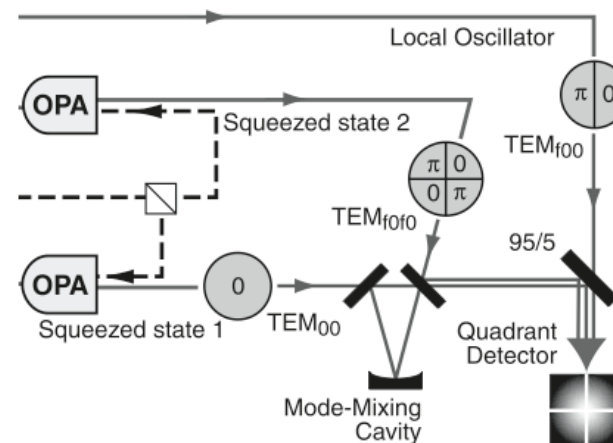 Local Oscillator
OPA
Squeezed state 2
π 0
TEMf00
π 0
0 π
TEMf0f0
95/5
OPA
0
Squeezed state 1
TEM00
Quadrant
Detector
Mode-Mixing
Cavity